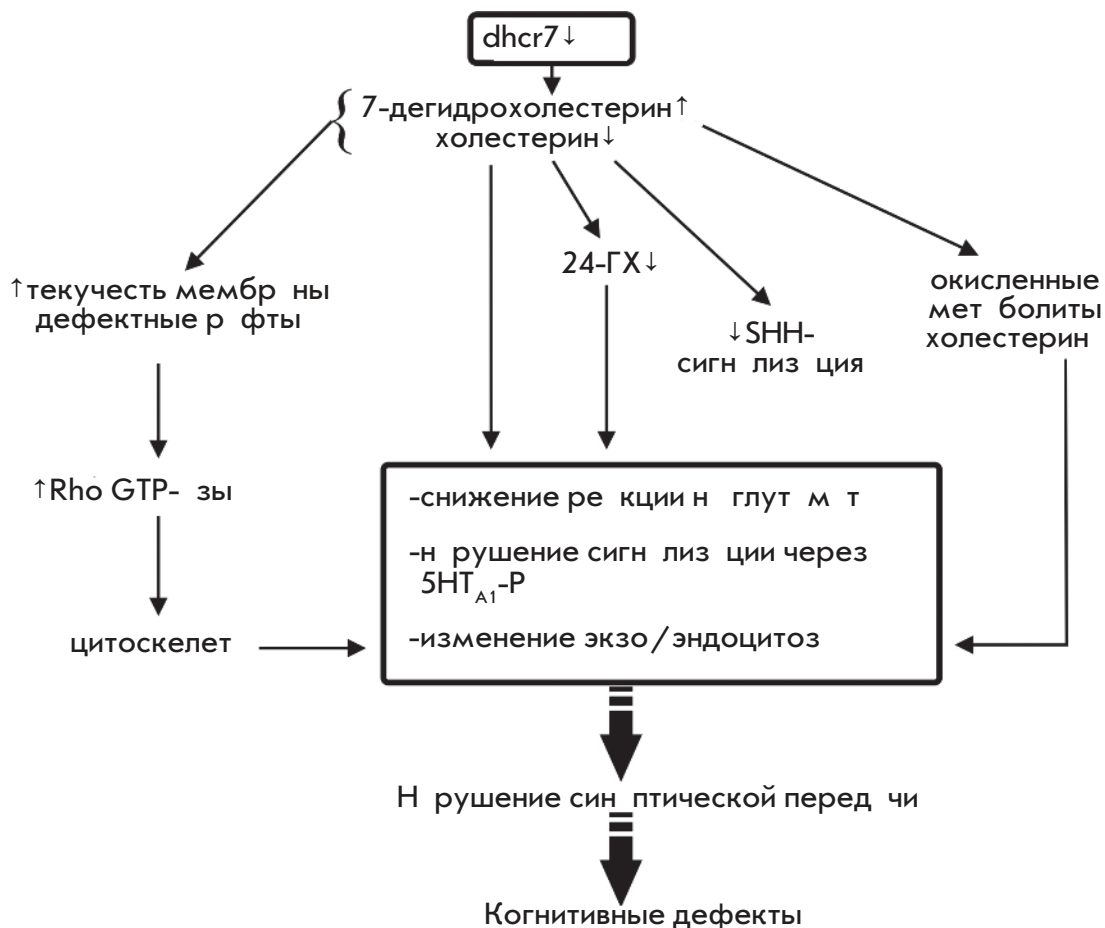 dhcr7↓
7-дегидрохолестерин↑
холестерин↓
24-ГХ↓
↑текучесть мембр ны
дефектные р фты
↓SHH-
сигн лиз ция
окисленные
мет болиты
холестерин
↑Rho GTP- зы
цитоскелет
-снижение ре кции н глут м т
-н рушение сигн лиз ции через
5HT_A1-P
-изменение экзо/эндоцитоз
Н рушение син птической перед чи
Когнитивные дефекты